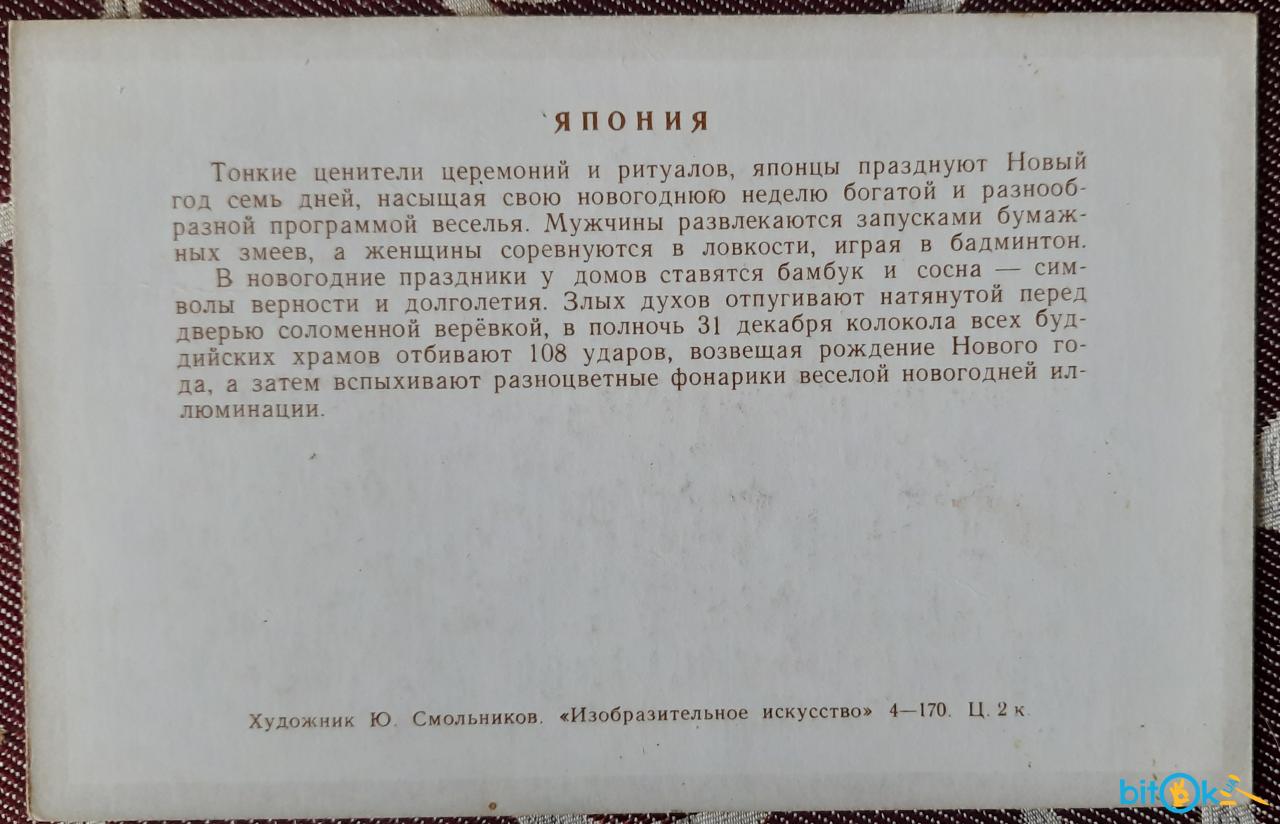 ЯПОНИЯ
Тонкие ценители церемоний и ритуалов, японцы празднуют Новый
год семь дней, насыщая свою новогоднюю неделю богатой и разнооб-
разной программой веселья. Мужчины развлекаются запусками бумаж-
ных змеев, а женщины соревнуются в ловкости, играя в бадминтон.
В новогодние праздники у домов ставятся бамбук и сосна — сим-
волы верности и долголетия. Злых духов отпугивают натянутой перед
дверью соломенной верёвкой, в полночь 31 декабря колокола всех буд-
дийских храмов отбивают 108 ударов, возвещая рождение Нового го-
да, а затем вспыхивают разноцветные фонарики веселой новогодней ил-
люминации.
Художник Ю. Смольников. «Изобразительное искусство» 4—170. Ц. 2 к.
bitOk